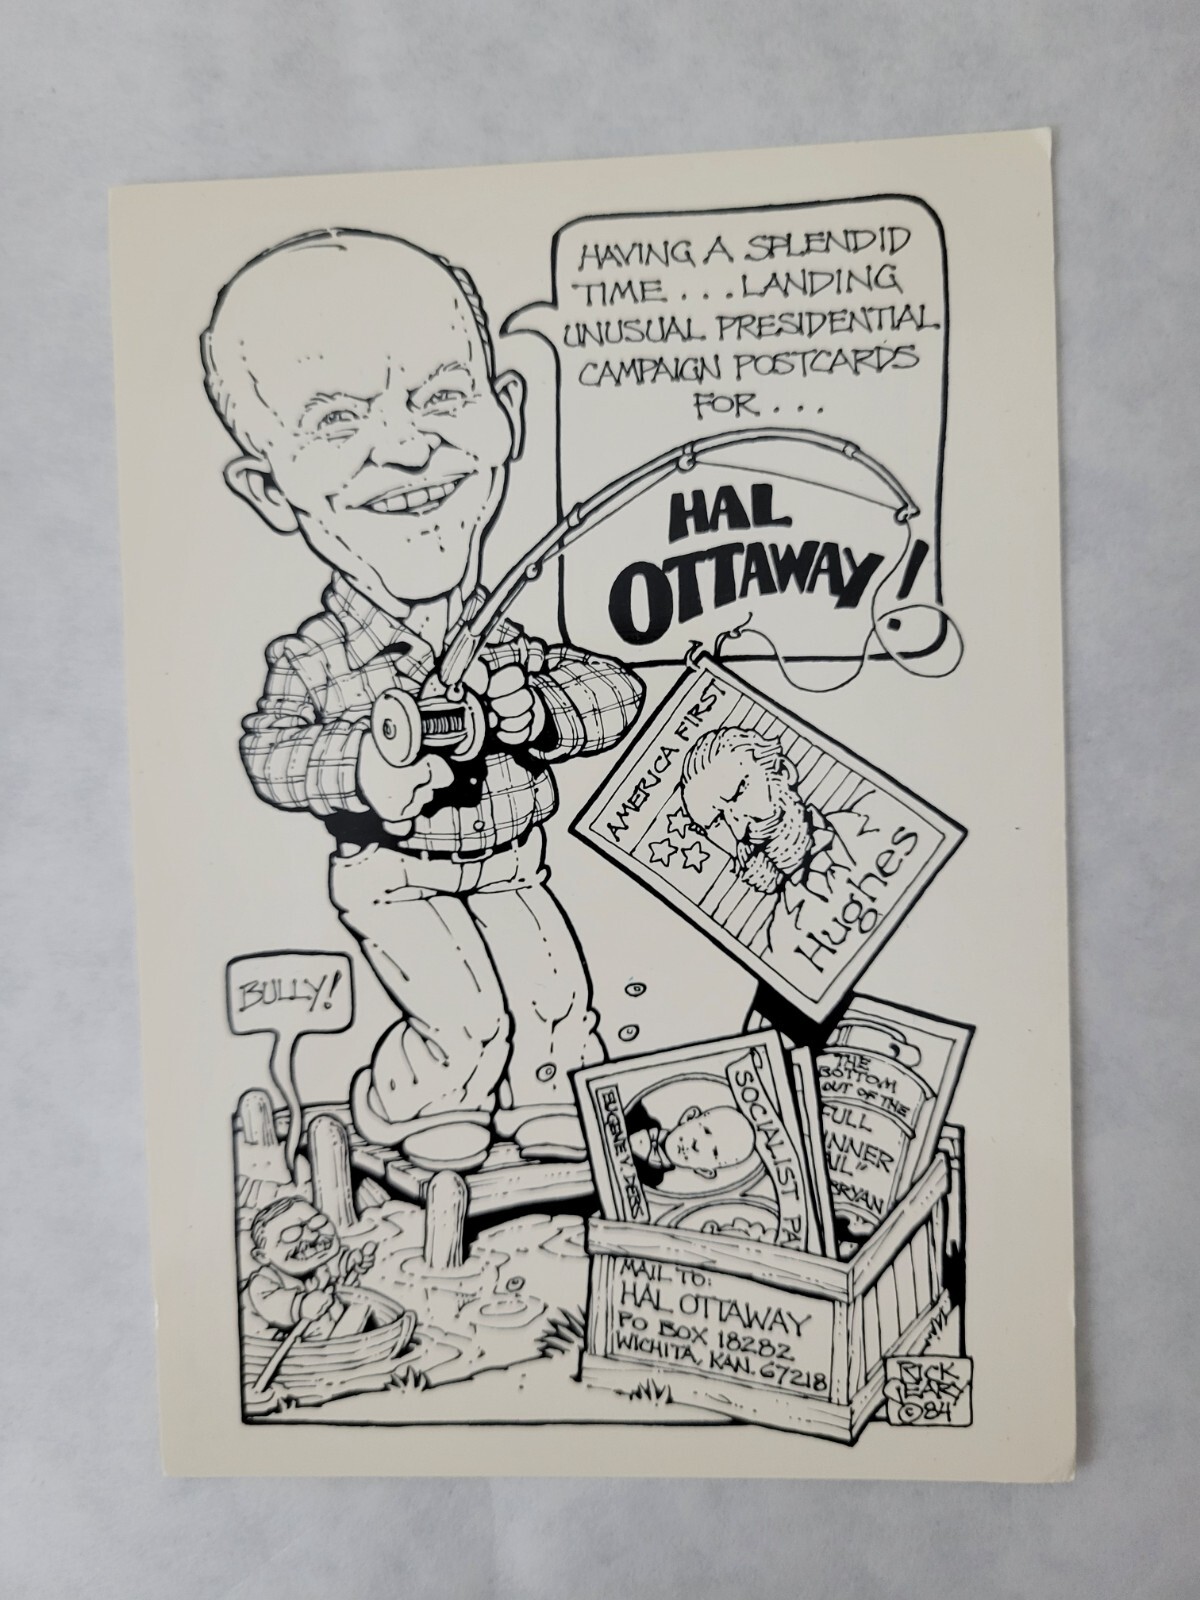 HAVING A SPLENDID
TIME...LANDING
UNUSUAL PRESIDENTIAL
CAMPAIGN POSTCARDS
FOR...
HAL
OTTAWAY!
AMERICA FIRST
Hughes
BULLY!
EUGENE V. DEBS
SOCIALIST PA
THE
BOTTOM
OUT OF THE
FULL
INNER
AIL"
BRYAN
MAIL TO:
HAL OTTAWAY
PO BOX 18282
WICHITA, KAN. 67218
RICK
GEARY
©84